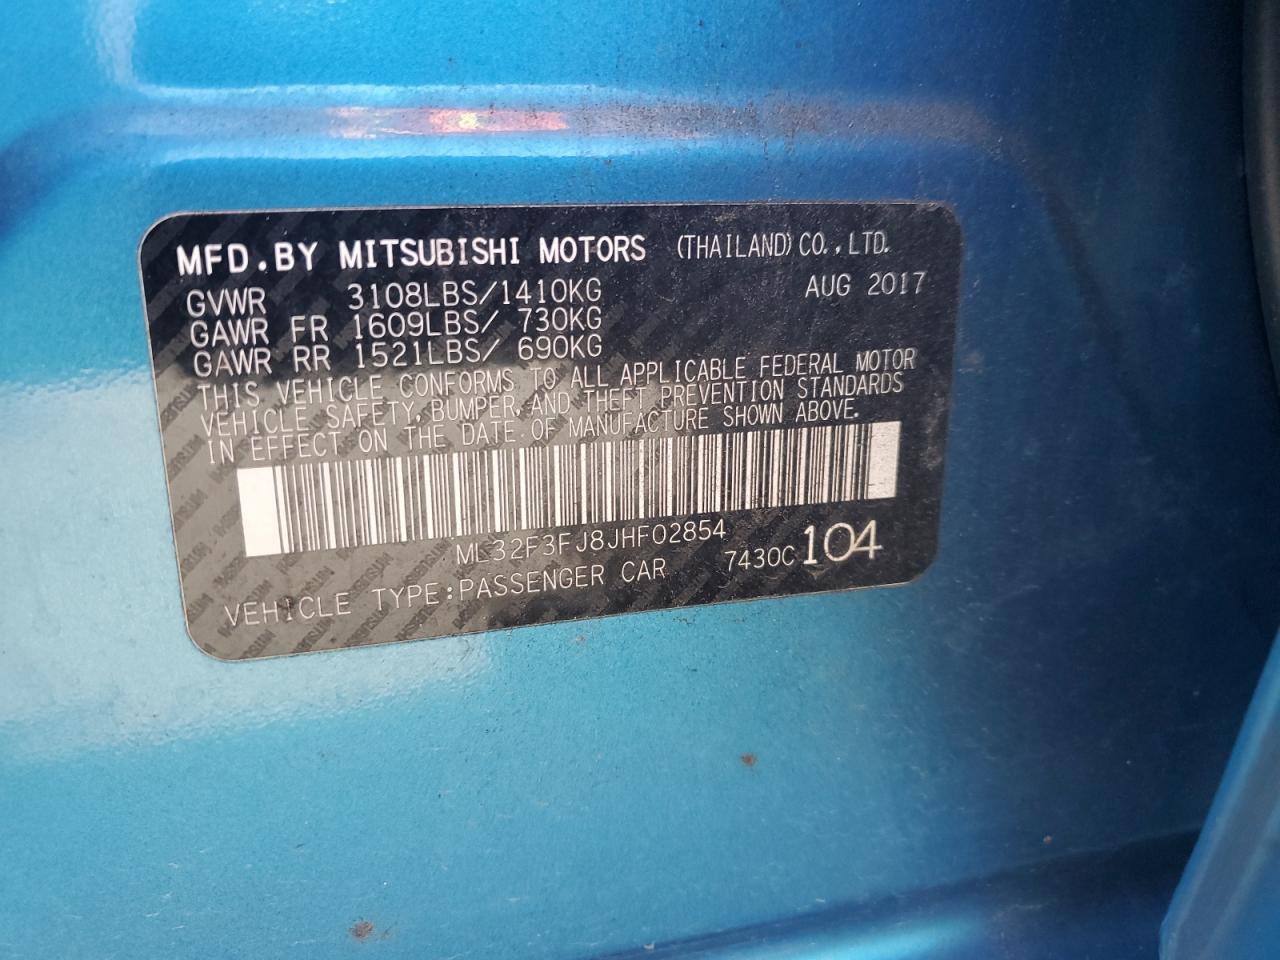 MFD.BY MITSUBISHI MOTORS (THAILAND) CO., LTD.
GVWR 3108LBS/1410KG AUG 2017
GAWR FR 1609LBS/ 730KG
GAWR RR 1521LBS/ 690KG
THIS VEHICLE CONFORMS TO ALL APPLICABLE FEDERAL MOTOR
VEHICLE SAFETY, BUMPER, AND THEFT PREVENTION STANDARDS
IN EFFECT ON THE DATE OF MANUFACTURE SHOWN ABOVE.
ML32F3FJ8JHF02854
VEHICLE TYPE:PASSENGER CAR 7430C 104